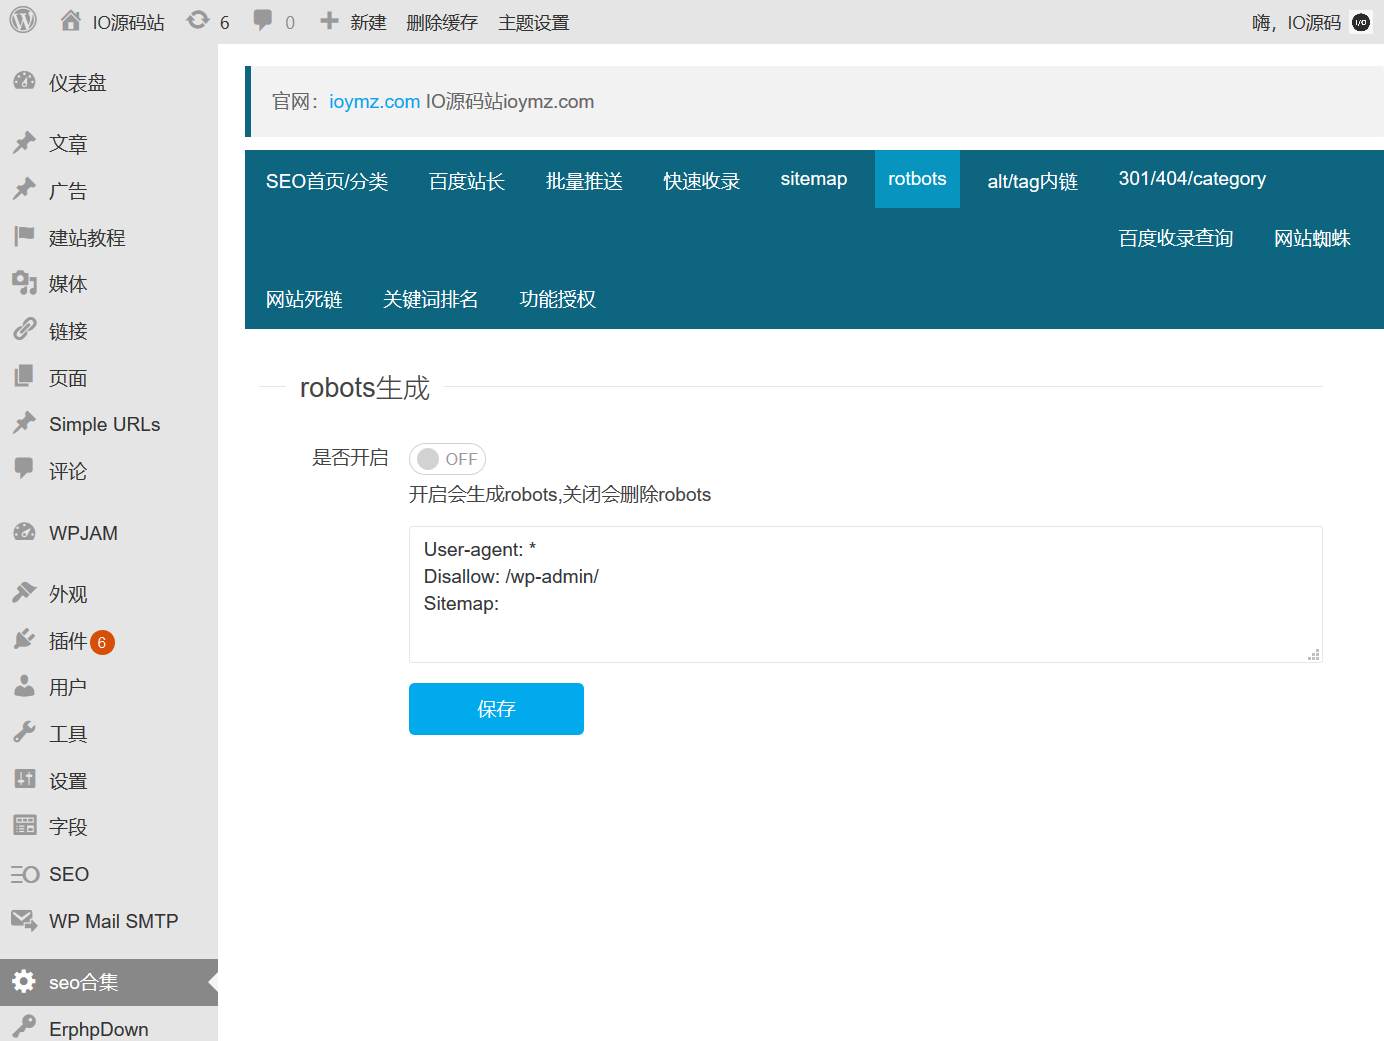 IO源码站 6 0 新建 删除缓存 主题设置 嗨，IO源码
仪表盘
文章
广告
建站教程
媒体
链接
页面
Simple URLs
评论
WPJAM
外观
插件 6
用户
工具
设置
字段
SEO
WP Mail SMTP
seo合集
ErphpDown
官网：ioymz.com IO源码站ioymz.com
SEO首页/分类 百度站长 批量推送 快速收录 sitemap rotbots alt/tag内链 301/404/category
百度收录查询 网站蜘蛛
网站死链 关键词排名 功能授权
robots生成
是否开启 OFF
开启会生成robots,关闭会删除robots
User-agent: *
Disallow: /wp-admin/
Sitemap:
保存